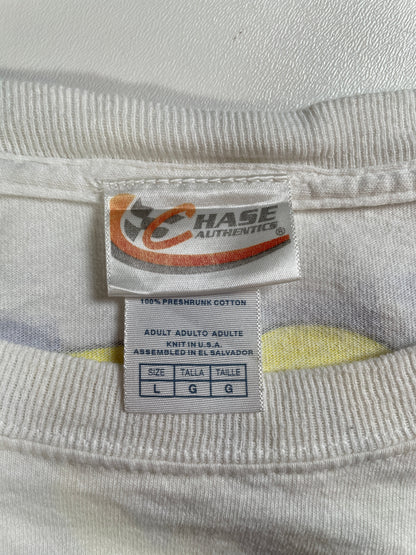 CHASE
AUTHENTICS®
100% PRESHRUNK COTTON
ADULT ADULTO ADULTE
KNIT IN U.S.A.
ASSEMBLED IN EL SALVADOR
SIZE TALLA TAILLE
L G G